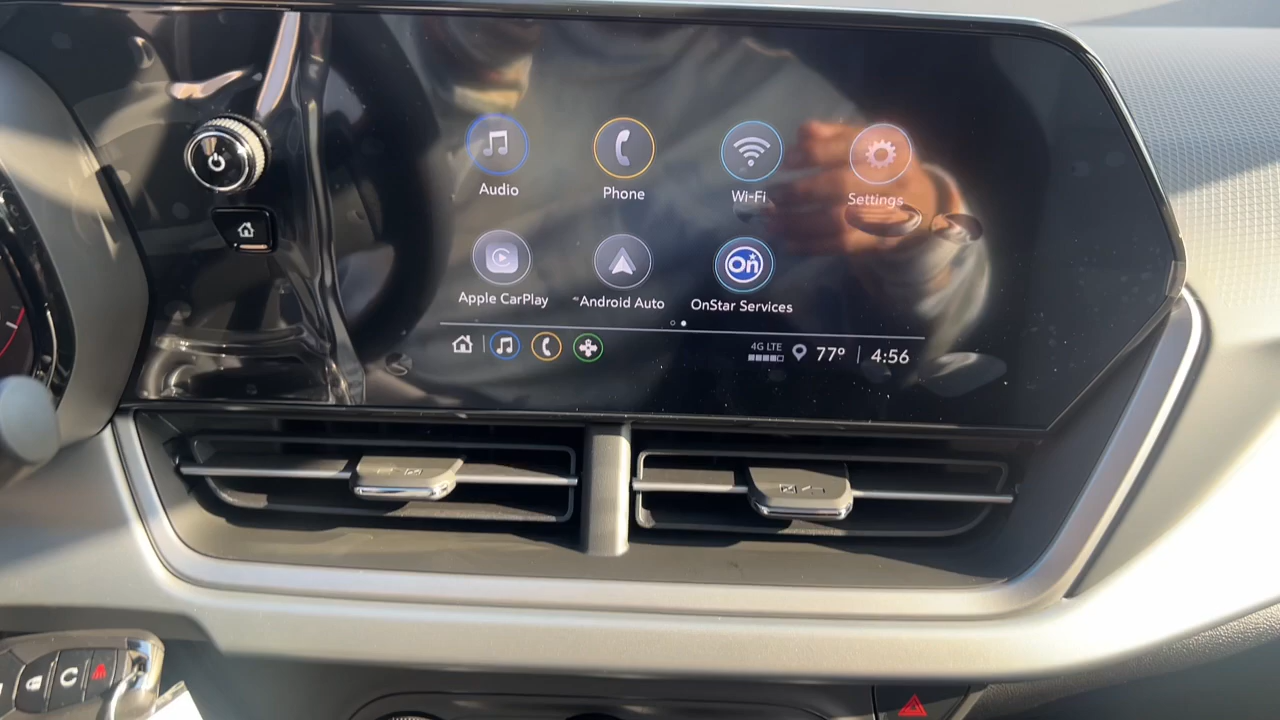 Audio
Phone
Wi-Fi
Settings
Apple CarPlay
Android Auto
On
OnStar Services
4G LTE
77°
4:56